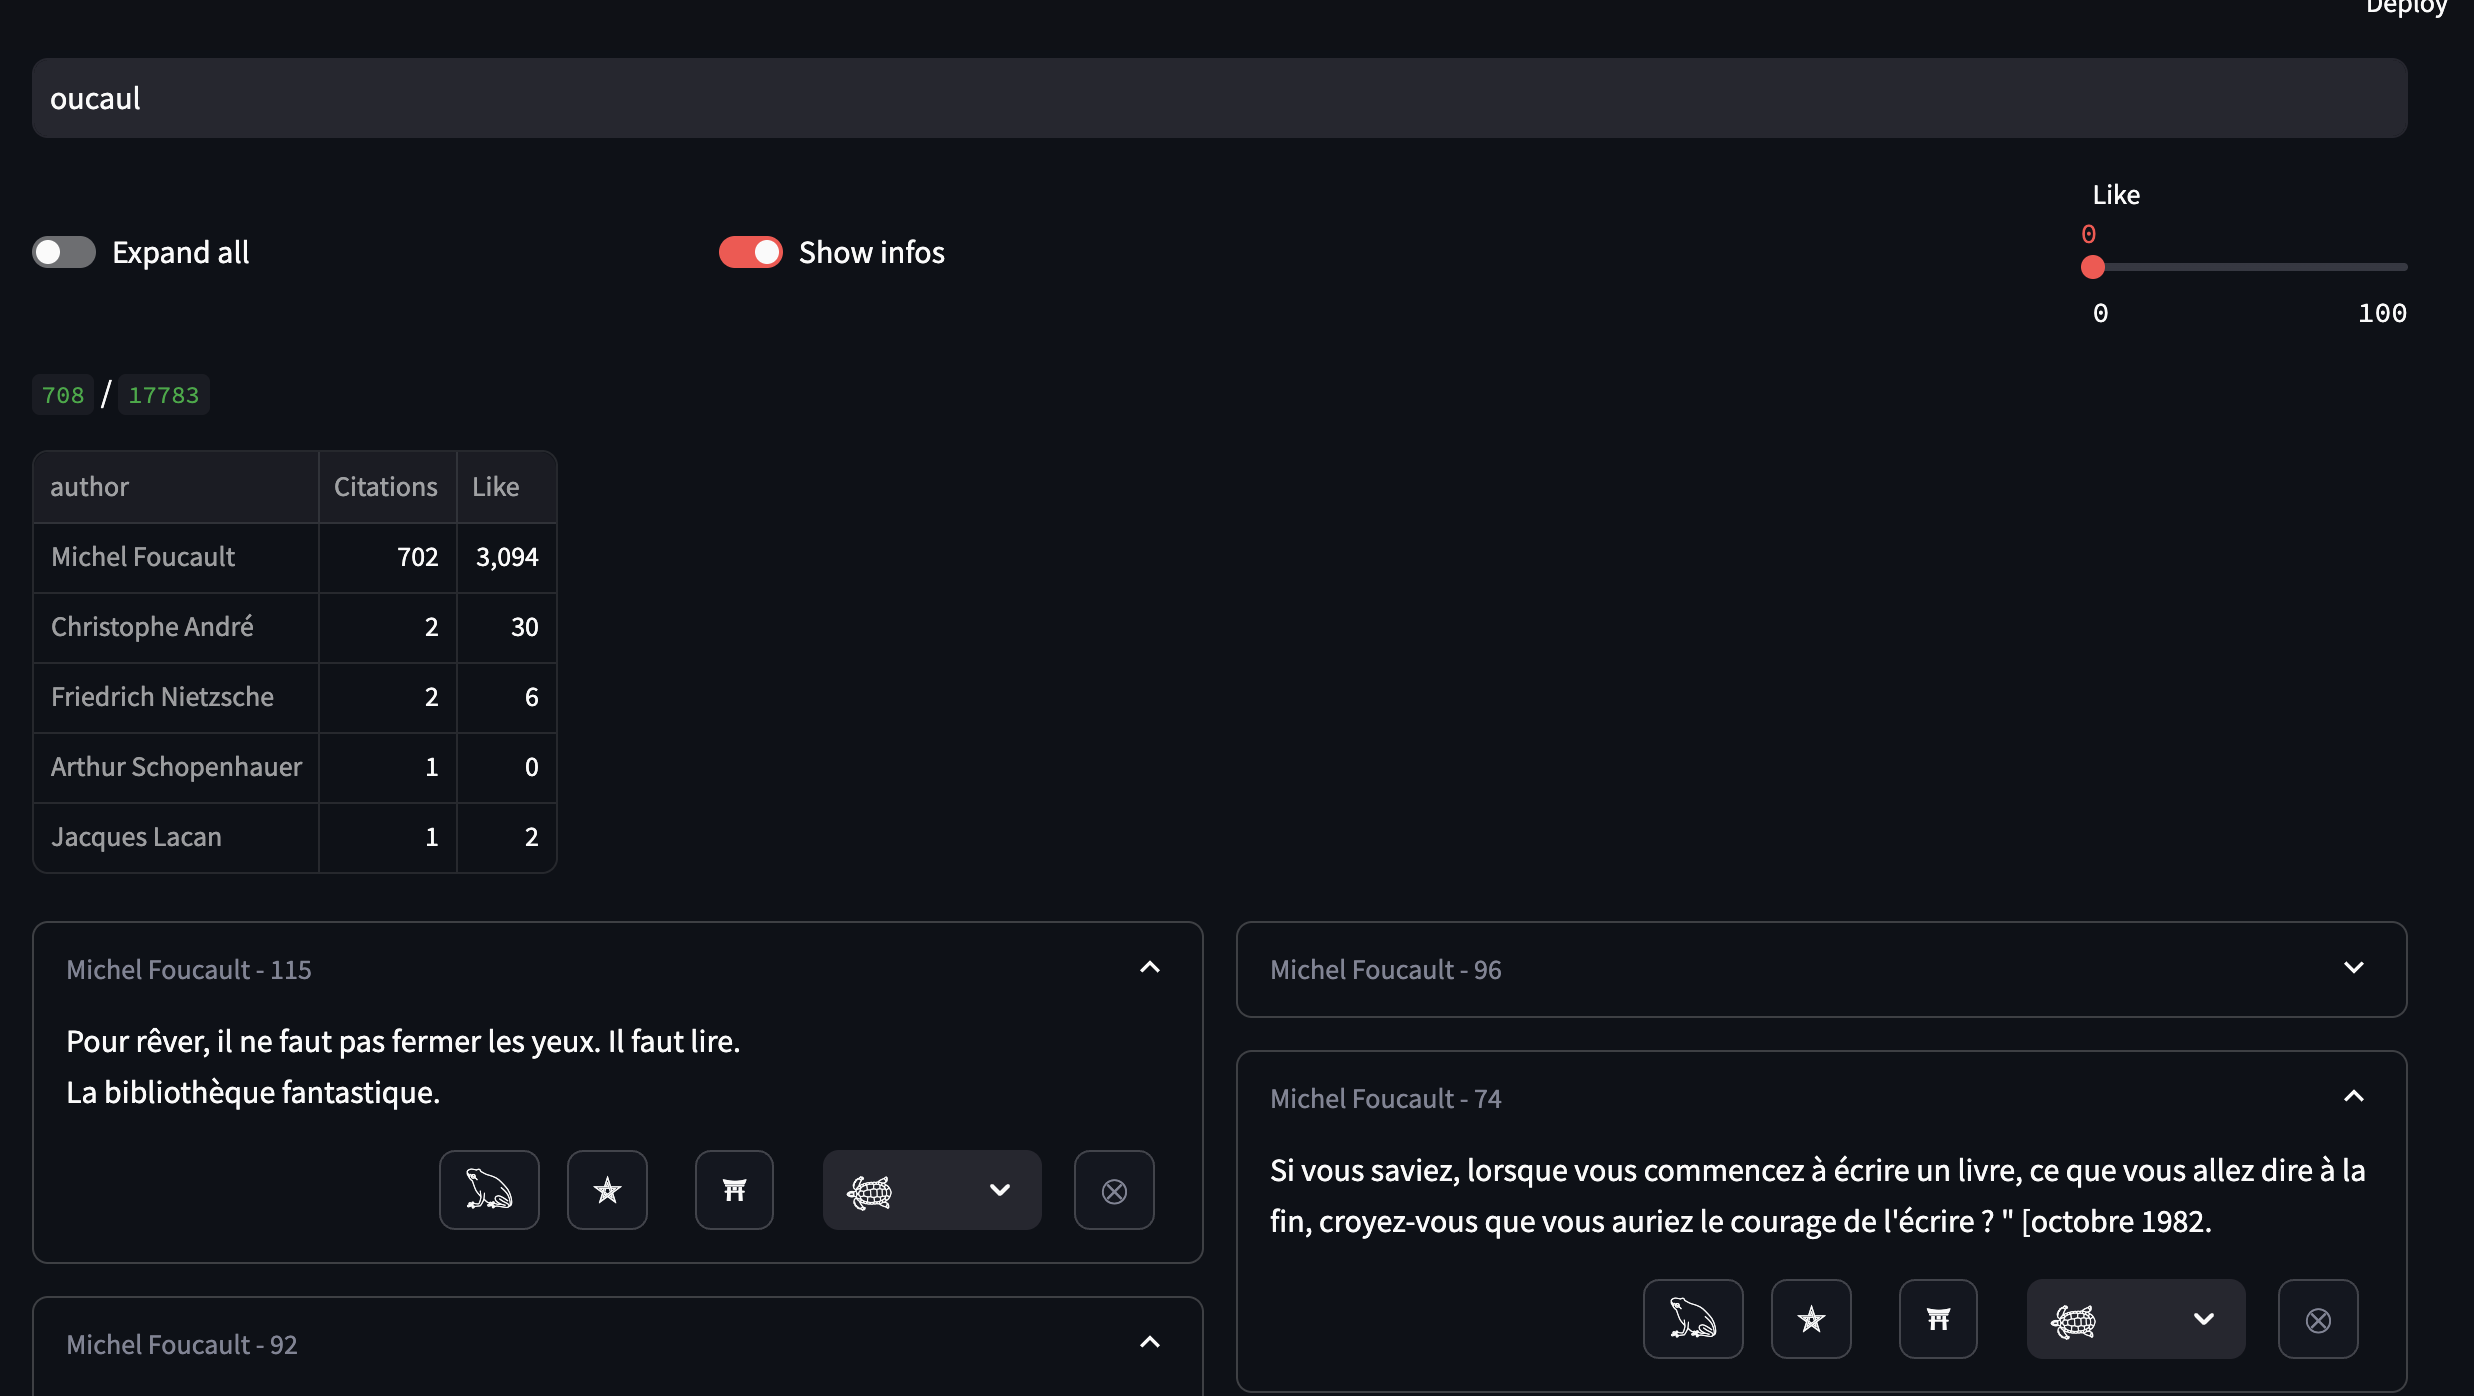 Deploy
oucaul
Like
0
Expand all
Show infos
0 100
708 / 17783
author Citations Like
Michel Foucault 702 3,094
Christophe André 2 30
Friedrich Nietzsche 2 6
Arthur Schopenhauer 1 0
Jacques Lacan 1 2
Michel Foucault - 115
Pour rêver, il ne faut pas fermer les yeux. Il faut lire.
La bibliothèque fantastique.
Michel Foucault - 92
Michel Foucault - 96
Michel Foucault - 74
Si vous saviez, lorsque vous commencez à écrire un livre, ce que vous allez dire à la
fin, croyez-vous que vous auriez le courage de l'écrire ? " [octobre 1982.